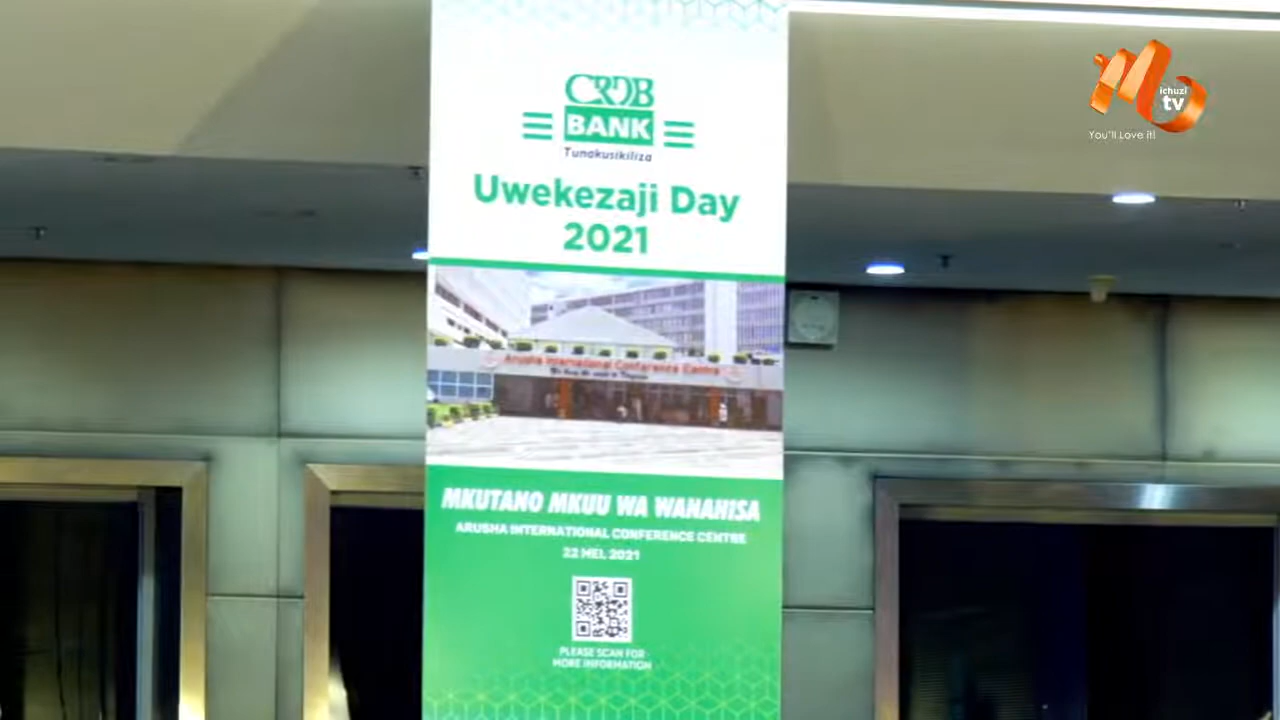 CRDB
BANK
Tunakusikiliza
Uwekezaji Day
2021
Arusha International Conference Centre
MKUTANO MKUU WA WANAHISA
ARUSHA INTERNATIONAL CONFERENCE CENTRE
22 MEI, 2021
PLEASE SCAN FOR
MORE INFORMATION
Michuzi
tv
You'll Love it!